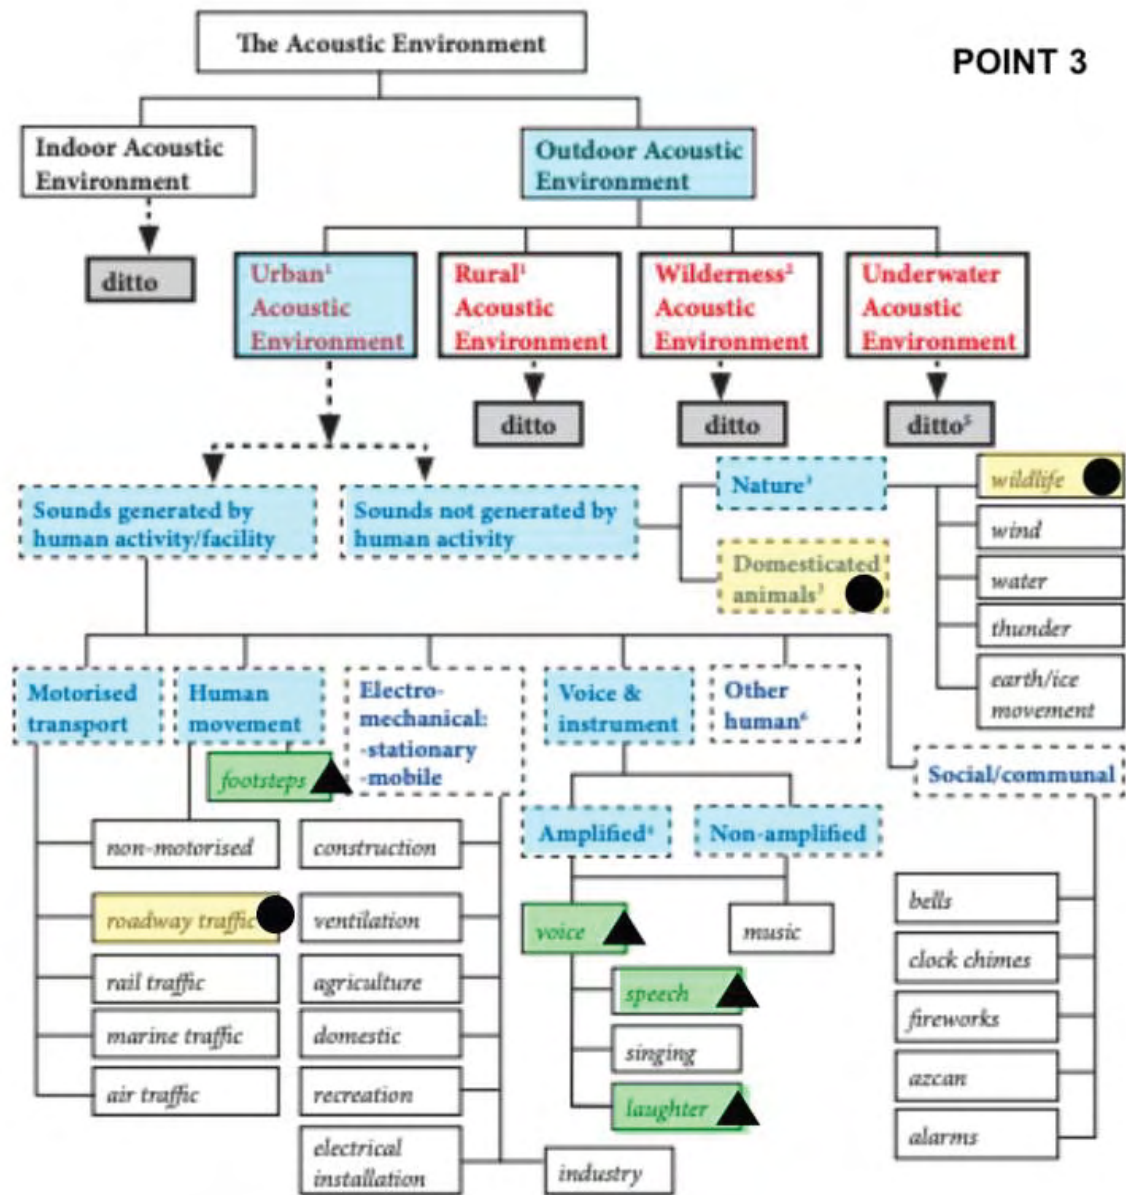 The Acoustic Environment
POINT 3
Indoor Acoustic
Environment
Outdoor Acoustic
Environment
ditto
Urban¹
Acoustic
Environment
Rural¹
Acoustic
Environment
Wilderness²
Acoustic
Environment
Underwater
Acoustic
Environment
ditto
ditto
ditto⁵
Sounds generated by
human activity/facility
Sounds not generated by
human activity
Nature³
Domesticated
animals³
wildlife
wind
water
thunder
earth/ice
movement
Motorised
transport
Human
movement
footsteps
Electro-
mechanical:
-stationary
-mobile
Voice &
instrument
Other
human⁶
Social/communal
non-motorised
roadway traffic
rail traffic
marine traffic
air traffic
construction
ventilation
agriculture
domestic
recreation
electrical
installation
industry
Amplified⁴
Non-amplified
voice
music
speech
singing
laughter
bells
clock chimes
fireworks
azcan
alarms